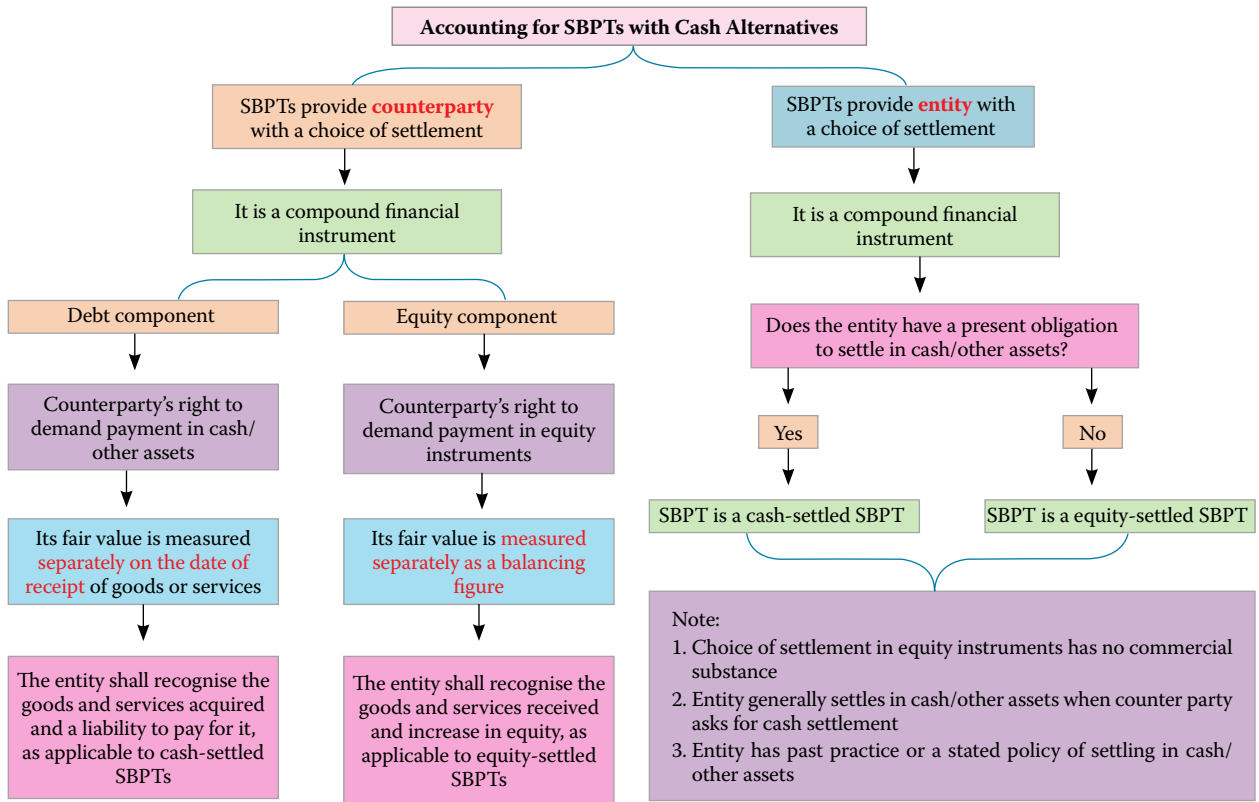 Accounting for SBPTs with Cash Alternatives
SBPTs provide counterparty
with a choice of settlement
It is a compound financial
instrument
Debt component
Counterparty's right to
demand payment in cash/
other assets
Its fair value is measured
separately on the date of
receipt of goods or services
The entity shall recognise the
goods and services acquired
and a liability to pay for it,
as applicable to cash-settled
SBPTs
Equity component
Counterparty's right to
demand payment in equity
instruments
Its fair value is measured
separately as a balancing
figure
The entity shall recognise the
goods and services received
and increase in equity, as
applicable to equity-settled
SBPTs
SBPTs provide entity with
a choice of settlement
It is a compound financial
instrument
Does the entity have a present obligation
to settle in cash/other assets?
Yes
SBPT is a cash-settled SBPT
No
SBPT is a equity-settled SBPT
Note:
1. Choice of settlement in equity instruments has no commercial
substance
2. Entity generally settles in cash/other assets when counter party
asks for cash settlement
3. Entity has past practice or a stated policy of settling in cash/
other assets